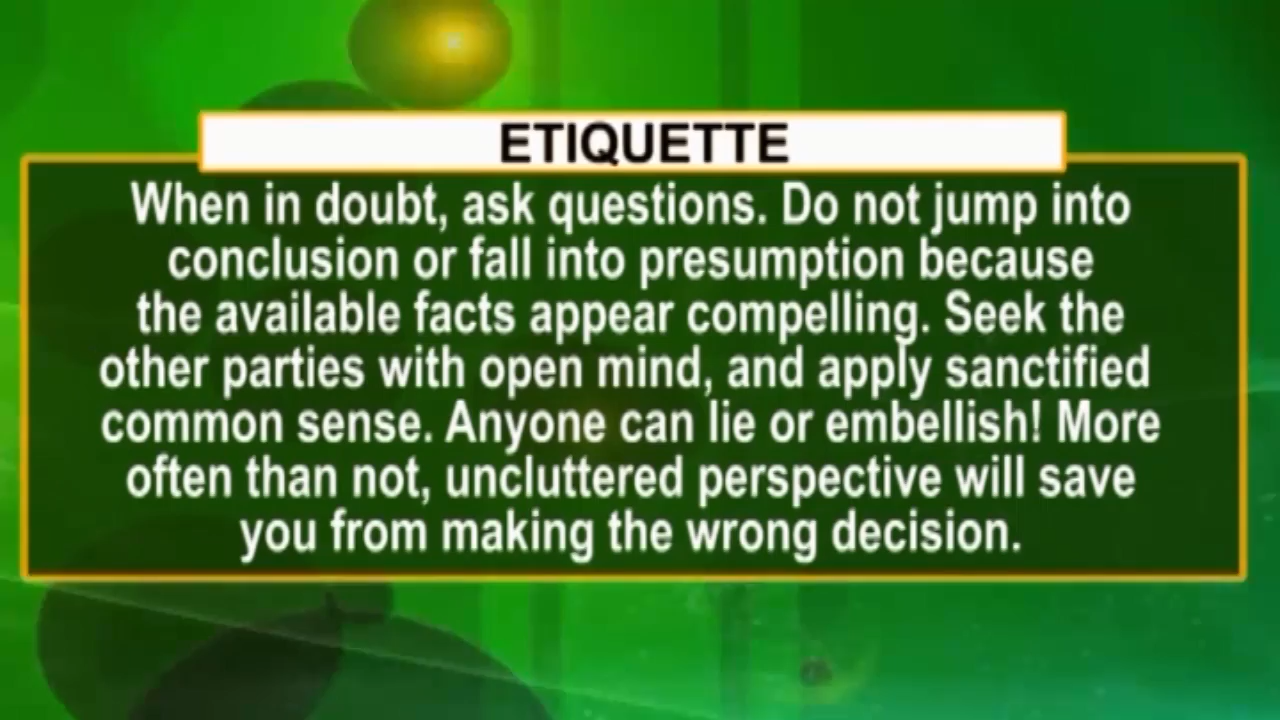 ETIQUETTE
When in doubt, ask questions. Do not jump into
conclusion or fall into presumption because
the available facts appear compelling. Seek the
other parties with open mind, and apply sanctified
common sense. Anyone can lie or embellish! More
often than not, uncluttered perspective will save
you from making the wrong decision.